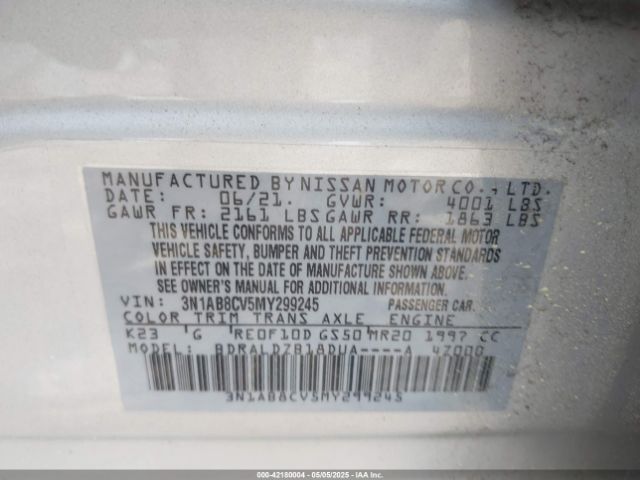 MANUFACTURED BY NISSAN MOTOR CO., LTD.
DATE: 06/21. GVWR: 4001 LBS
GAWR FR: 2161 LBS GAWR RR: 1863 LBS
THIS VEHICLE CONFORMS TO ALL APPLICABLE FEDERAL MOTOR
VEHICLE SAFETY, BUMPER AND THEFT PREVENTION STANDARDS
IN EFFECT ON THE DATE OF MANUFACTURE SHOWN ABOVE.
SEE OWNERS MANUAL FOR ADDITIONAL INFORMATION.
VIN: 3N1AB8CV5MY299245 PASSENGER CAR.
COLOR TRIM TRANS AXLE ENGINE
K23 G RE0F10D GS50 MR20 1997 CC
MODEL BDRALDZB18DUA----A 4Z000
3N1AB8CV5MY299245
000-42180004 - 05/05/2025 - IAA Inc.